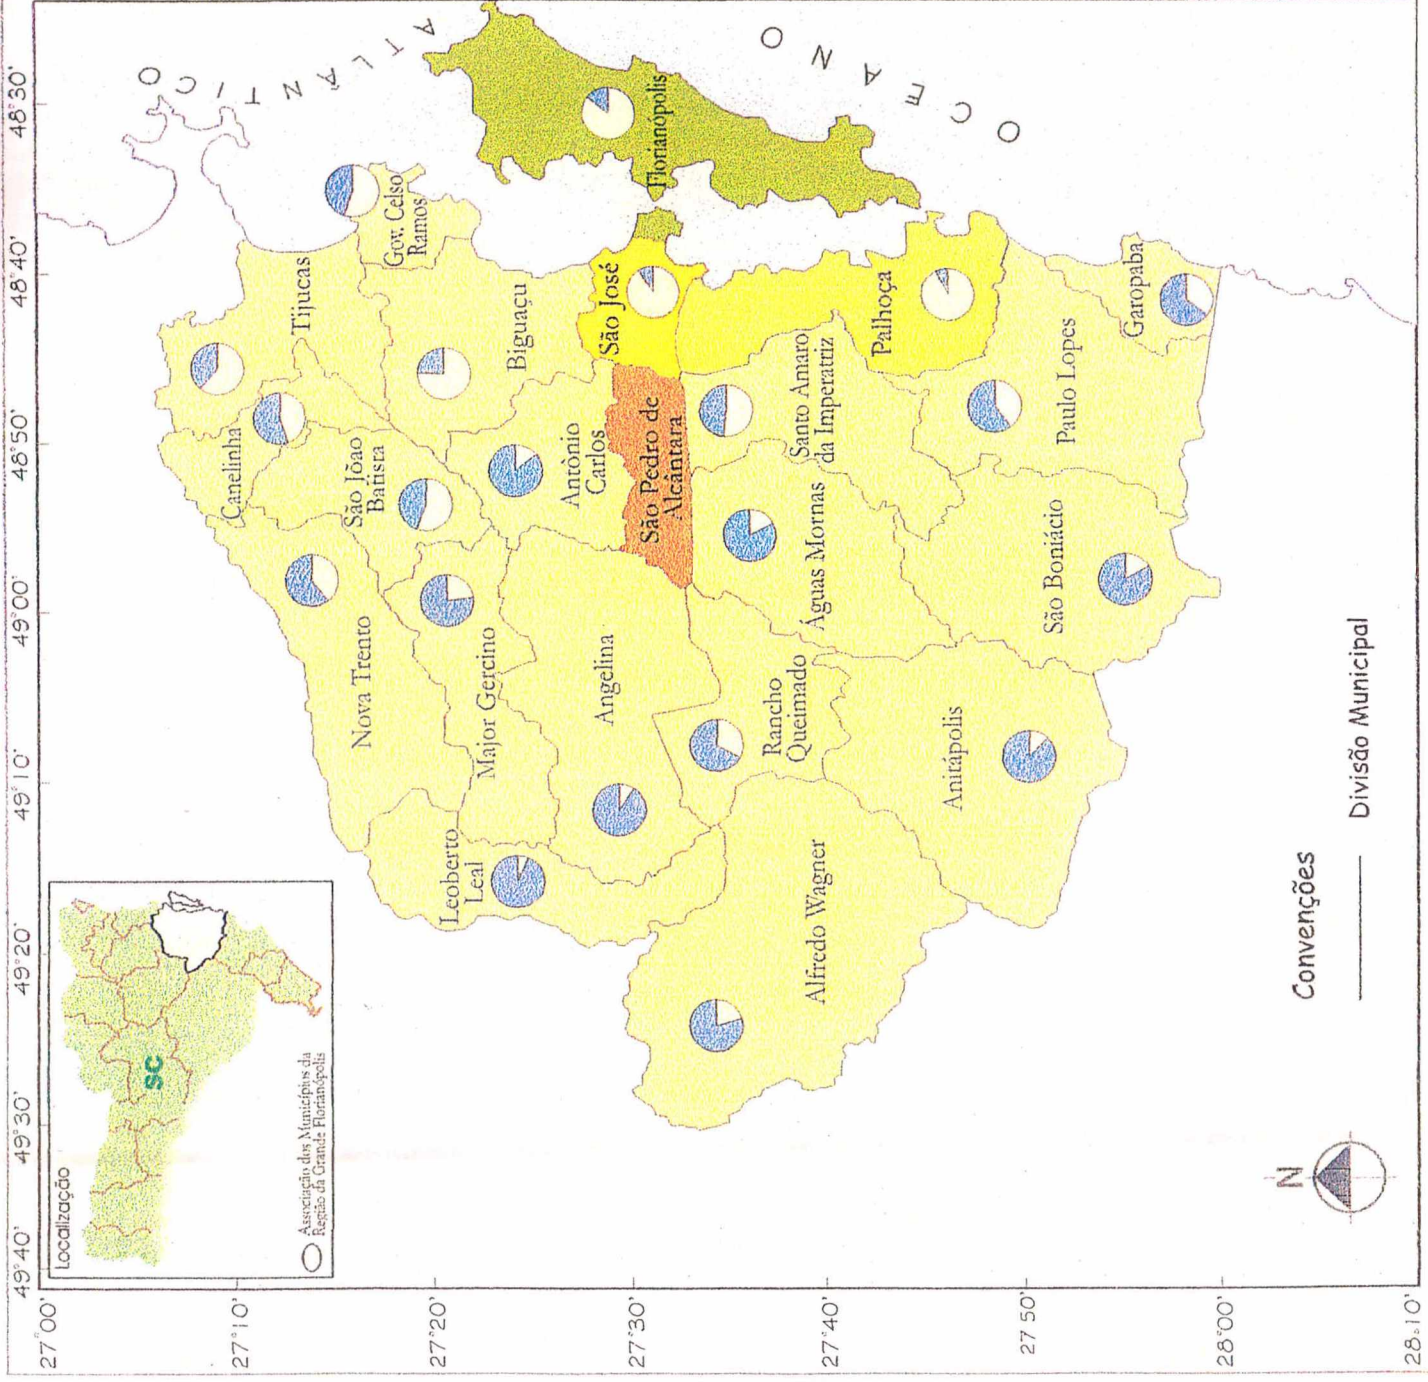 48°30'
48°40'
48°50'
49°00'
49°10'
49°20'
49°30'
49°40'
27°00'
27°10'
27°20'
27°30'
27°40'
27 50'
28°00'
28°10'
OCEANO
ATLÂNTICO
Localização
SC
Associação dos Municípios da
Região da Grande Florianópolis
Tijucas
Gov. Celso
Ramos
Canelinha
São Jõao
Batista
Biguaçu
Nova Trento
Major Gercino
Antônio
Carlos
Florianópolis
São José
São Pedro de
Alcântara
Angelina
Leoberto
Leal
Palhoça
Santo Amaro
da Imperatriz
Águas Mornas
Rancho
Queimado
Alfredo Wagner
Anitápolis
São Boniácio
Paulo Lopes
Garopaba
Convenções
Divisão Municipal
N